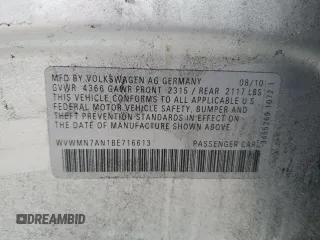 MFD BY VOLKSWAGEN AG GERMANY 08/10
GVWR 4366 GAWR FRONT 2315 / REAR 2117 LBS
THIS VEHICLE CONFORMS TO ALL APPLICABLE U.S
FEDERAL MOTOR VEHICLE SAFETY, BUMPER AND
THEFT PREVENTION STANDARDS IN EFFECT
ON THE DATE OF MANUFACTURE SHOWN ABOVE
WVWMN7AN1BE716613 PASSENGER CAR
DREAMBID